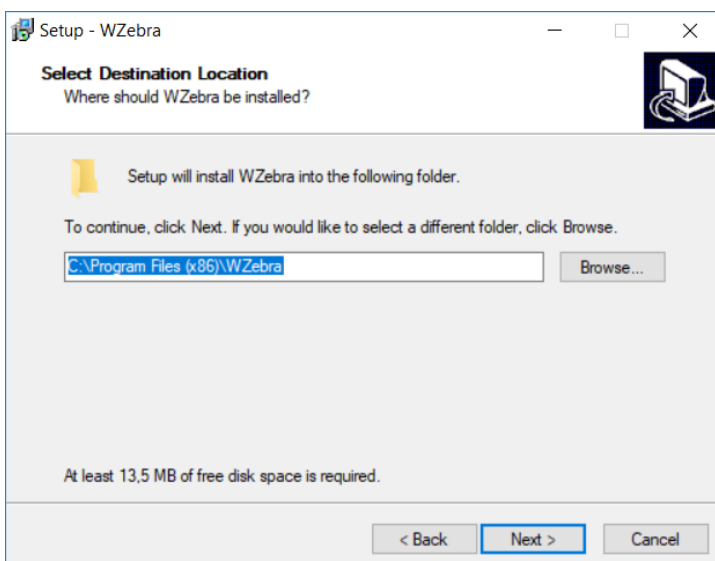 Setup - WZebra
Select Destination Location
Where should WZebra be installed?
Setup will install WZebra into the following folder.
To continue, click Next. If you would like to select a different folder, click Browse.
C:\Program Files (x86)\WZebra
Browse...
At least 13,5 MB of free disk space is required.
< Back
Next >
Cancel